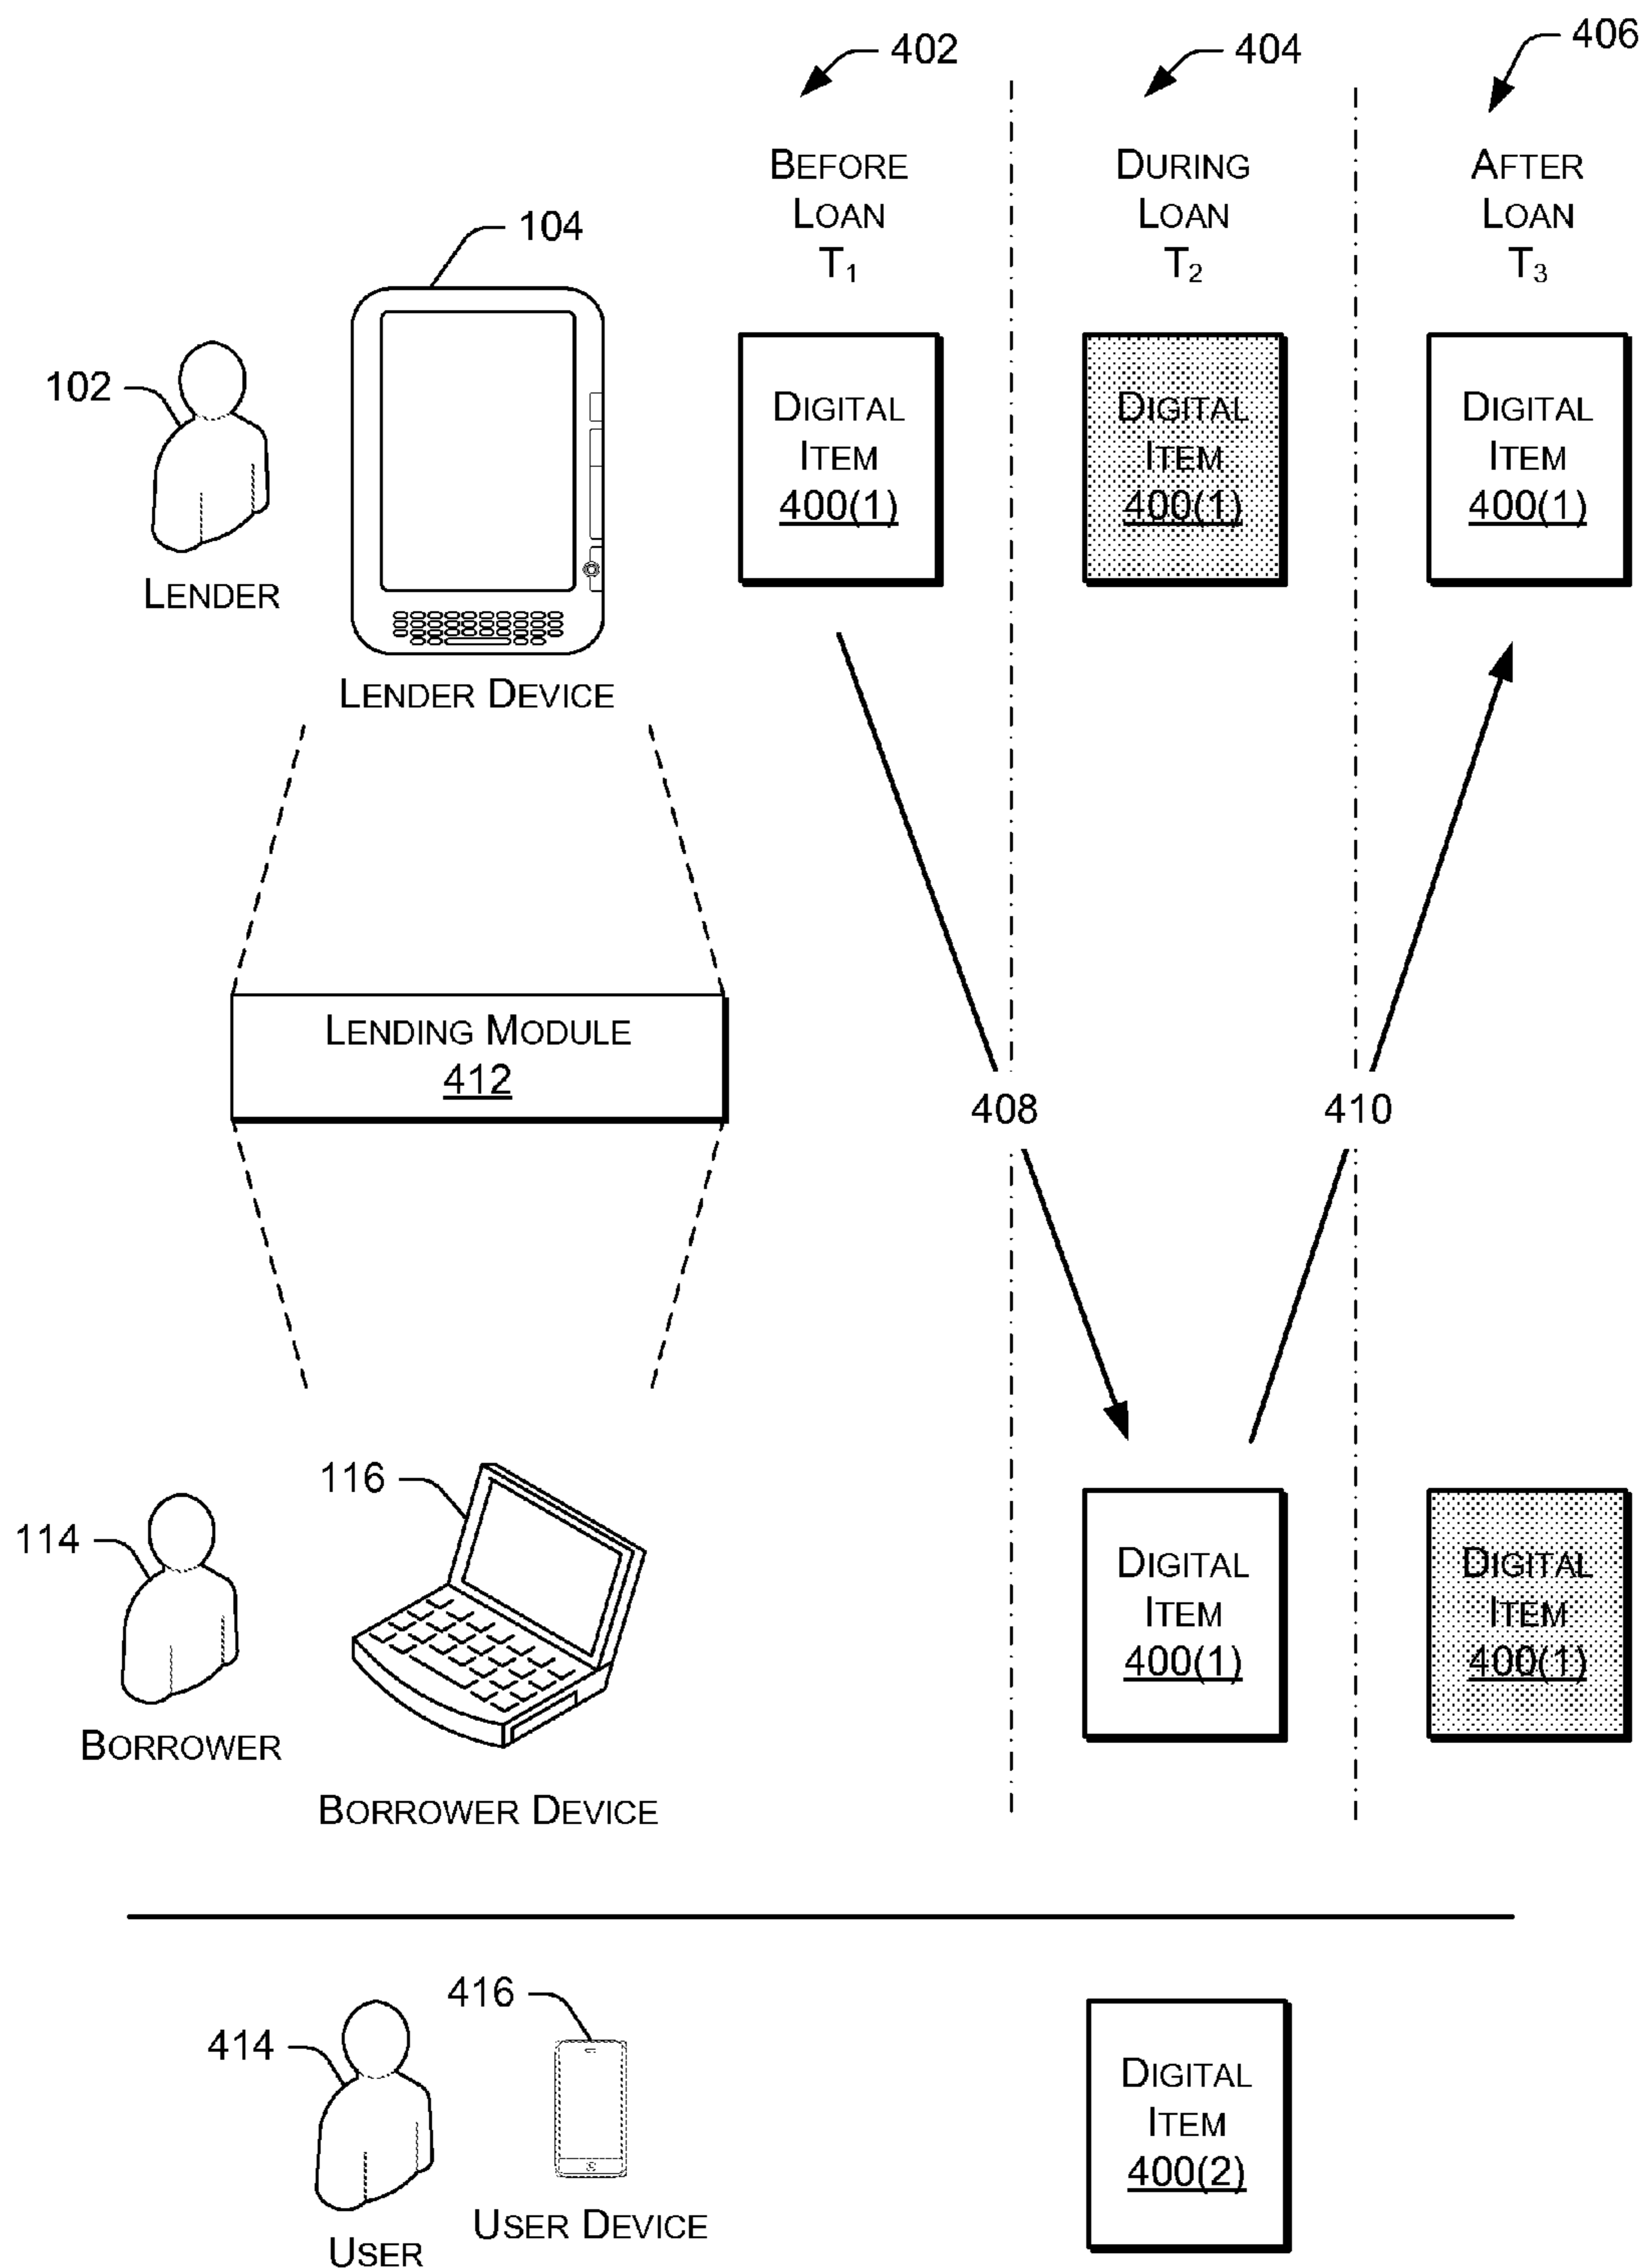 402
404
406
BEFORE
LOAN
T1
DURING
LOAN
T2
AFTER
LOAN
T3
104
102
LENDER
LENDER DEVICE
DIGITAL
ITEM
400(1)
DIGITAL
ITEM
400(1)
DIGITAL
ITEM
400(1)
LENDING MODULE
412
408
410
116
114
BORROWER
BORROWER DEVICE
DIGITAL
ITEM
400(1)
DIGITAL
ITEM
400(1)
416
414
USER
USER DEVICE
DIGITAL
ITEM
400(2)